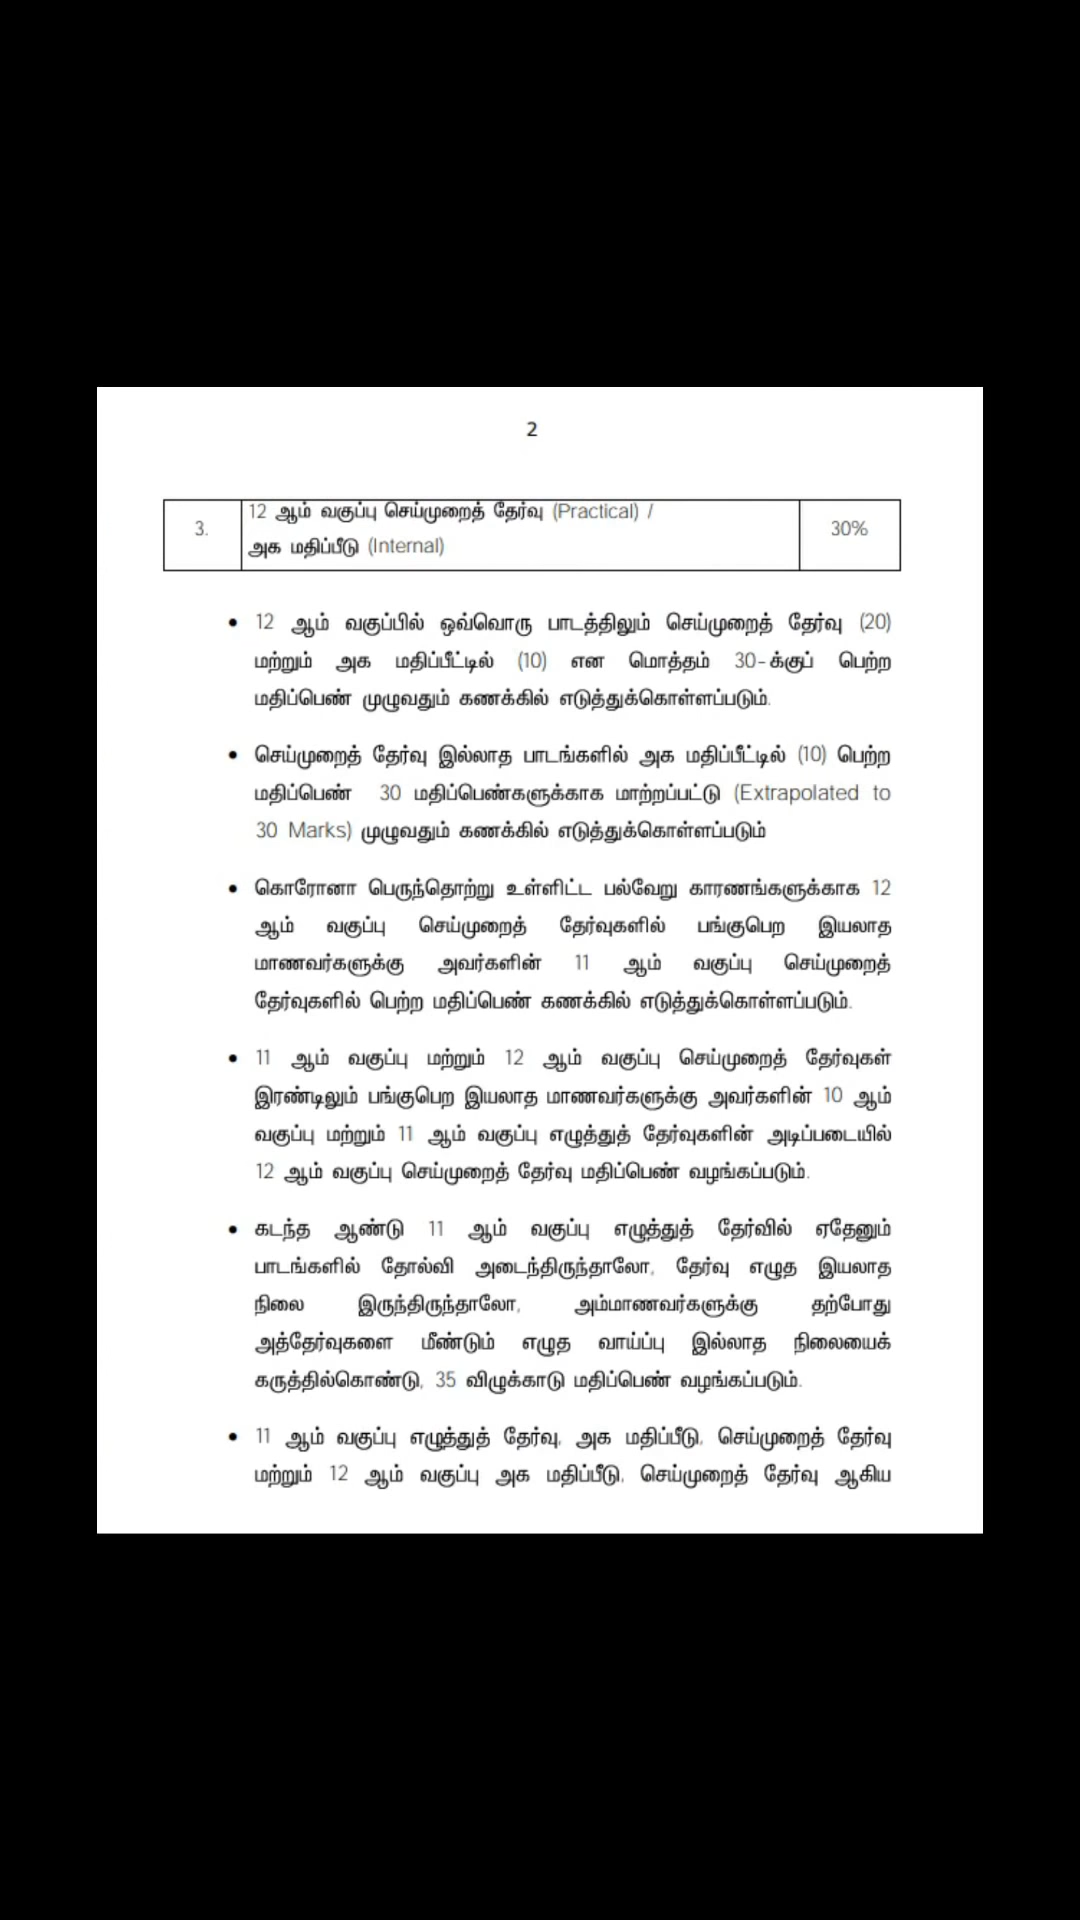 2
3.
12 ஆம் வகுப்பு செய்முறைத் தேர்வு (Practical) /
அக மதிப்பீடு (Internal)
30%
• 12 ஆம் வகுப்பில் ஒவ்வொரு பாடத்திலும் செய்முறைத் தேர்வு (20)
மற்றும் அக மதிப்பீட்டில் (10) என மொத்தம் 30-க்குப் பெற்ற
மதிப்பெண் முழுவதும் கணக்கில் எடுத்துக்கொள்ளப்படும்.
• செய்முறைத் தேர்வு இல்லாத பாடங்களில் அக மதிப்பீட்டில் (10) பெற்ற
மதிப்பெண் 30 மதிப்பெண்களுக்காக மாற்றப்பட்டு (Extrapolated to
30 Marks) முழுவதும் கணக்கில் எடுத்துக்கொள்ளப்படும்
• கொரோனா பெருந்தொற்று உள்ளிட்ட பல்வேறு காரணங்களுக்காக 12
ஆம் வகுப்பு செய்முறைத் தேர்வுகளில் பங்குபெற இயலாத
மாணவர்களுக்கு அவர்களின் 11 ஆம் வகுப்பு செய்முறைத்
தேர்வுகளில் பெற்ற மதிப்பெண் கணக்கில் எடுத்துக்கொள்ளப்படும்.
• 11 ஆம் வகுப்பு மற்றும் 12 ஆம் வகுப்பு செய்முறைத் தேர்வுகள்
இரண்டிலும் பங்குபெற இயலாத மாணவர்களுக்கு அவர்களின் 10 ஆம்
வகுப்பு மற்றும் 11 ஆம் வகுப்பு எழுத்துத் தேர்வுகளின் அடிப்படையில்
12 ஆம் வகுப்பு செய்முறைத் தேர்வு மதிப்பெண் வழங்கப்படும்.
• கடந்த ஆண்டு 11 ஆம் வகுப்பு எழுத்துத் தேர்வில் ஏதேனும்
பாடங்களில் தோல்வி அடைந்திருந்தாலோ, தேர்வு எழுத இயலாத
நிலை இருந்திருந்தாலோ, அம்மாணவர்களுக்கு தற்போது
அத்தேர்வுகளை மீண்டும் எழுத வாய்ப்பு இல்லாத நிலையைக்
கருத்தில்கொண்டு, 35 விழுக்காடு மதிப்பெண் வழங்கப்படும்.
• 11 ஆம் வகுப்பு எழுத்துத் தேர்வு, அக மதிப்பீடு, செய்முறைத் தேர்வு
மற்றும் 12 ஆம் வகுப்பு அக மதிப்பீடு, செய்முறைத் தேர்வு ஆகிய